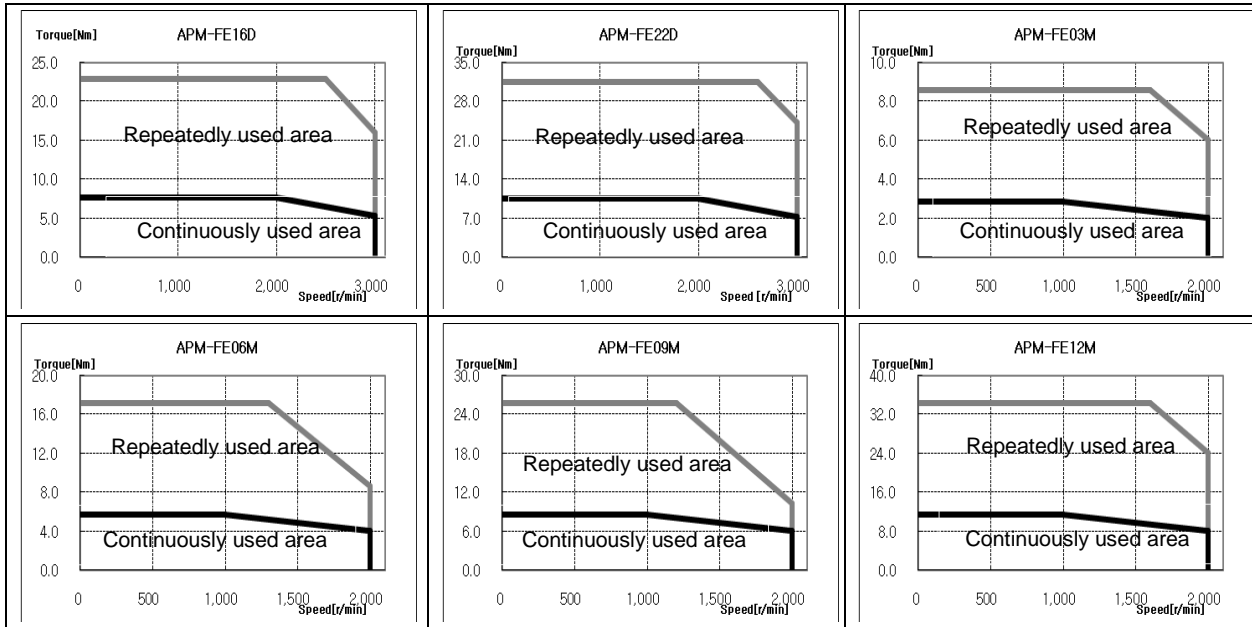 APM-FE16D
Torque[Nm]
25.0
20.0
15.0
10.0
5.0
0.0
Repeatedly used area
Continuously used area
0 1,000 2,000 3,000
Speed[r/min]
APM-FE22D
Torque[Nm]
35.0
28.0
21.0
14.0
7.0
0.0
Repeatedly used area
Continuously used area
0 1,000 2,000 3,000
Speed [r/min]
APM-FE03M
Torque[Nm]
10.0
8.0
6.0
4.0
2.0
0.0
Repeatedly used area
Continuously used area
0 500 1,000 1,500 2,000
Speed[r/min]
APM-FE06M
Torque[Nm]
20.0
16.0
12.0
8.0
4.0
0.0
Repeatedly used area
Continuously used area
0 500 1,000 1,500 2,000
Speed[r/min]
APM-FE09M
Torque[Nm]
30.0
24.0
18.0
12.0
6.0
0.0
Repeatedly used area
Continuously used area
0 500 1,000 1,500 2,000
Speed[r/min]
APM-FE12M
Torque[Nm]
40.0
32.0
24.0
16.0
8.0
0.0
Repeatedly used area
Continuously used area
0 500 1,000 1,500 2,000
Speed[r/min]